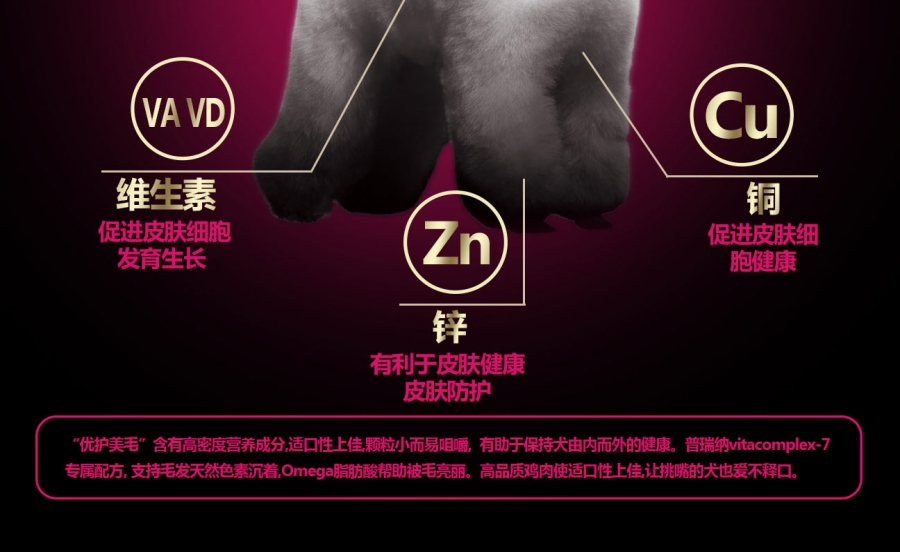 VA VD
维生素
促进皮肤细胞
发育生长
Cu
铜
促进皮肤细
胞健康
Zn
锌
有利于皮肤健康
皮肤防护
“优护美毛”含有高密度营养成分,适口性上佳,颗粒小而易咀嚼, 有助于保持犬由内而外的健康。普瑞纳vitacomplex-7
专属配方, 支持毛发天然色素沉着,Omega脂肪酸帮助被毛亮丽。高品质鸡肉使适口性上佳,让挑嘴的犬也爱不释口。